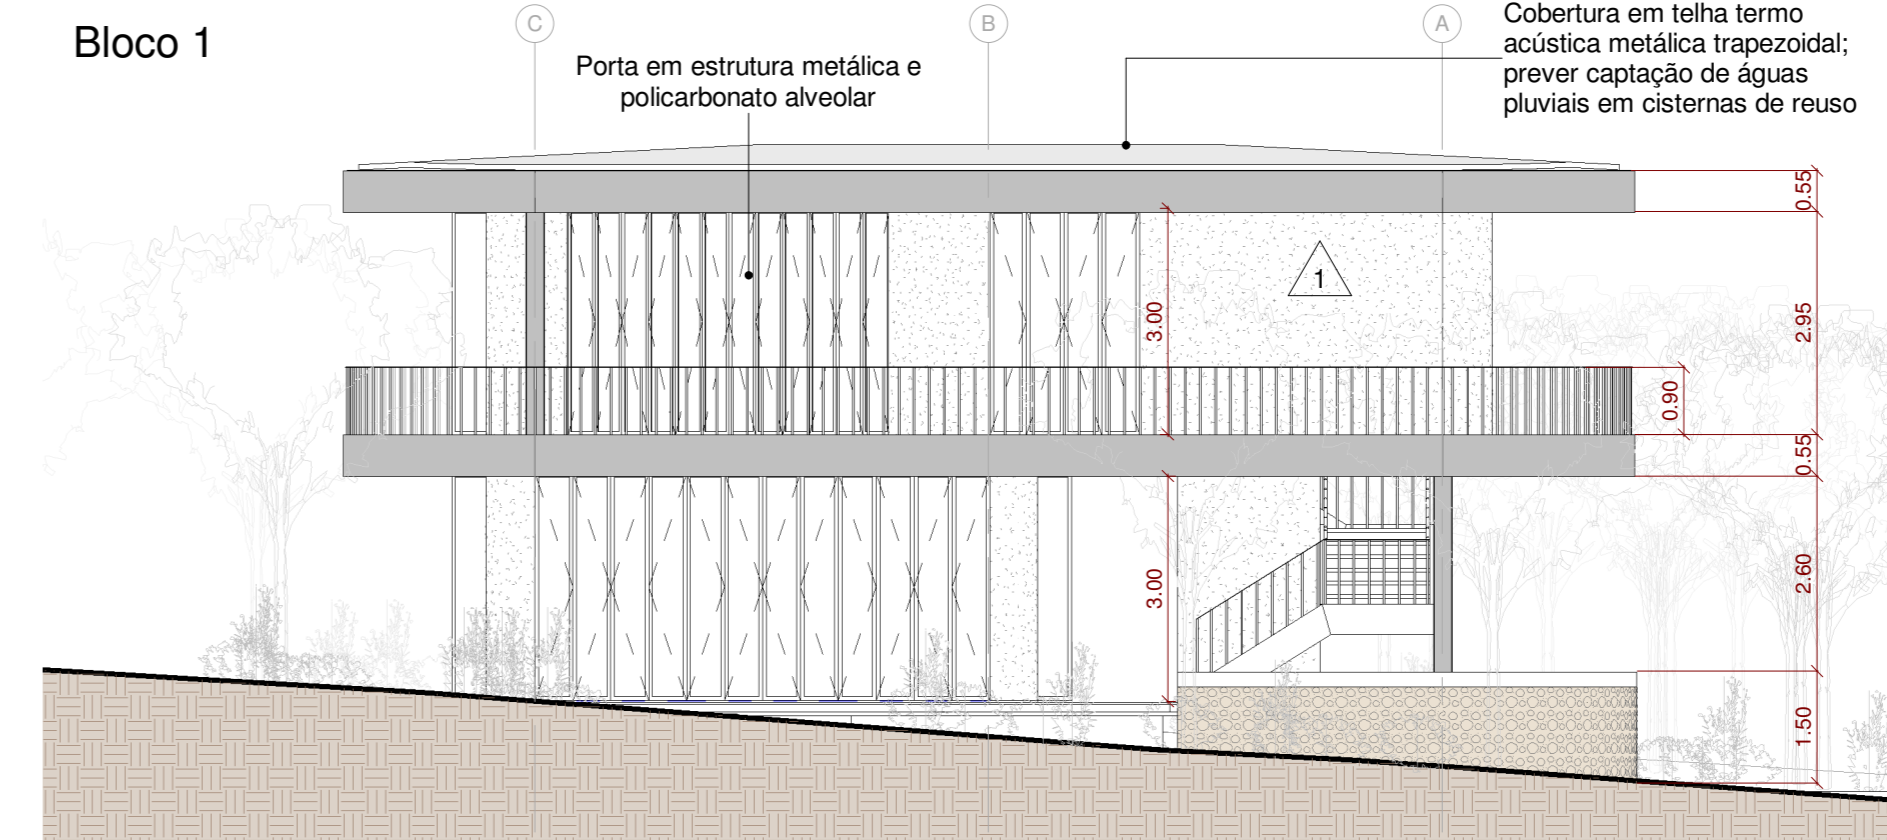 Bloco 1
C
B
A
Porta em estrutura metálica e
policarbonato alveolar
Cobertura em telha termo
acústica metálica trapezoidal;
prever captação de águas
pluviais em cisternas de reuso
1
3.00
3.00
0.90
0.55
2.95
0.55
2.60
1.50